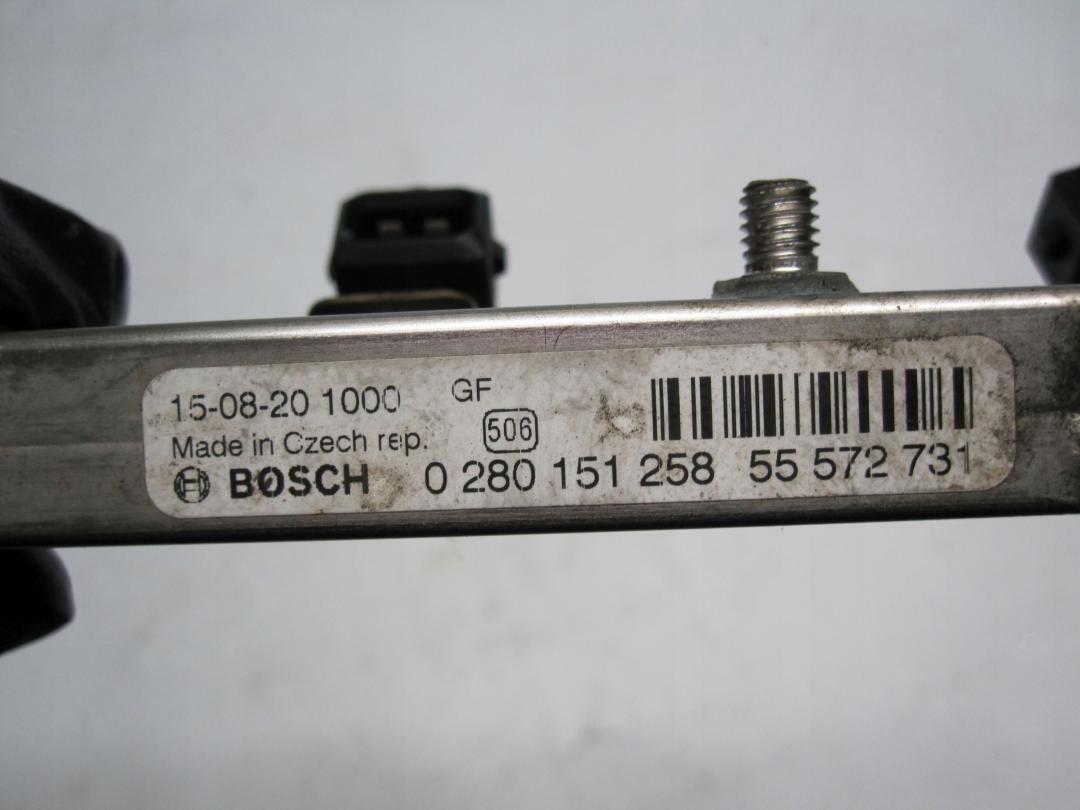 15-08-20 1000 GF
Made in Czech rep. 506
BOSCH 0 280 151 258 55 572 731